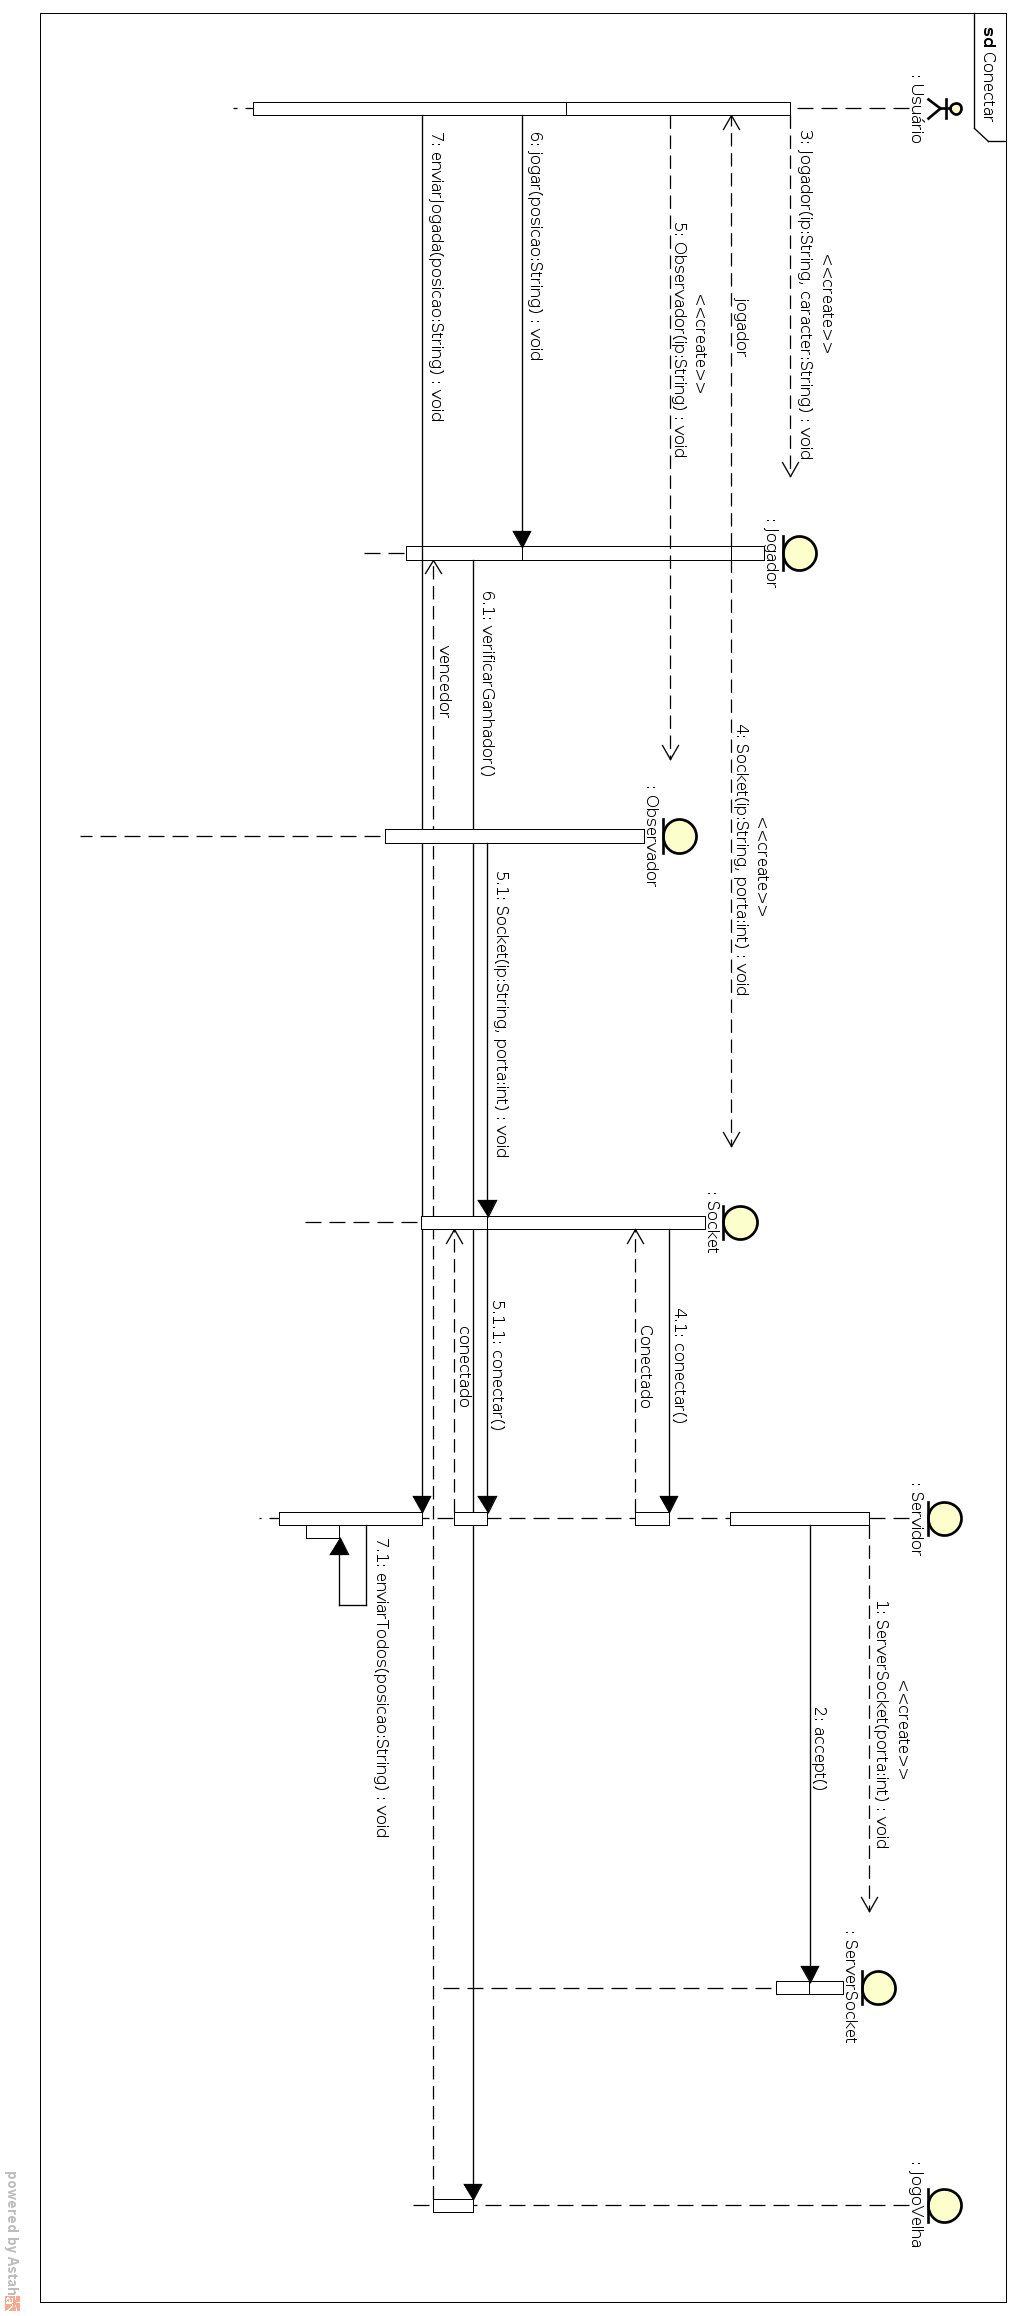 sd Conectar
: Usuário
: Servidor
: JogoVelha
<<create>>
1: ServerSocket(porta:int) : void
: ServerSocket
2: accept()
<<create>>
3: Jogador(ip:String, caracter:String) : void
: Jogador
<<create>>
4: Socket(ip:String, porta:int) : void
jogador
: Socket
4.1: conectar()
Conectado
<<create>>
5: Observador(ip:String) : void
: Observador
5.1: Socket(ip:String, porta:int) : void
5.1.1: conectar()
conectado
6: jogar(posicao:String) : void
6.1: verificarGanhador()
vencedor
7: enviarJogada(posicao:String) : void
7.1: enviarTodos(posicao:String) : void
powered by Astah